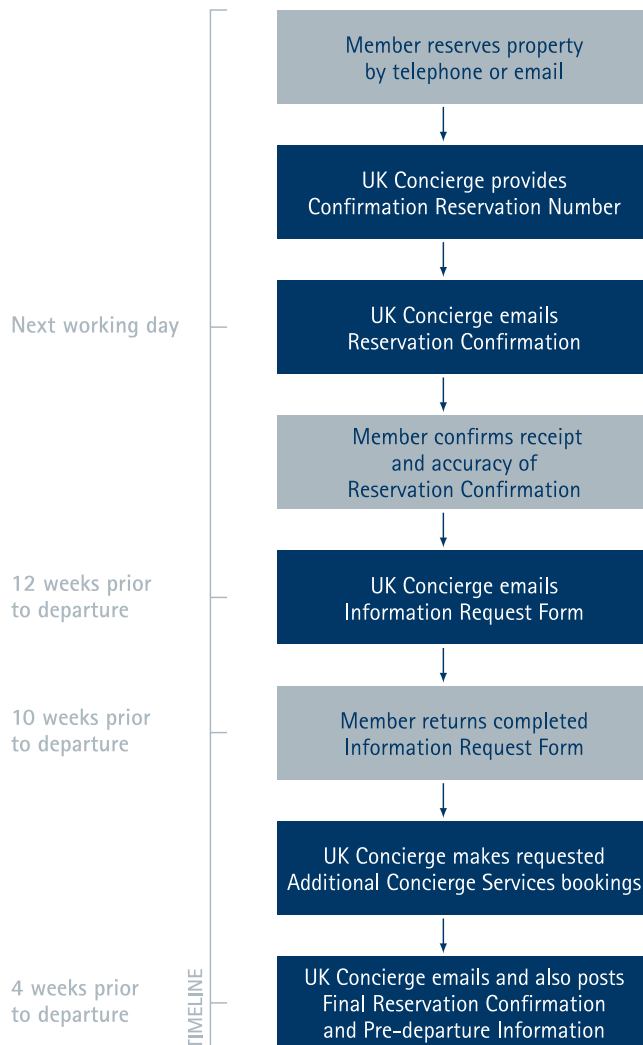 Member reserves property
by telephone or email
UK Concierge provides
Confirmation Reservation Number
Next working day
UK Concierge emails
Reservation Confirmation
Member confirms receipt
and accuracy of
Reservation Confirmation
12 weeks prior
to departure
UK Concierge emails
Information Request Form
10 weeks prior
to departure
Member returns completed
Information Request Form
UK Concierge makes requested
Additional Concierge Services bookings
4 weeks prior
to departure
TIMELINE
UK Concierge emails and also posts
Final Reservation Confirmation
and Pre-departure Information